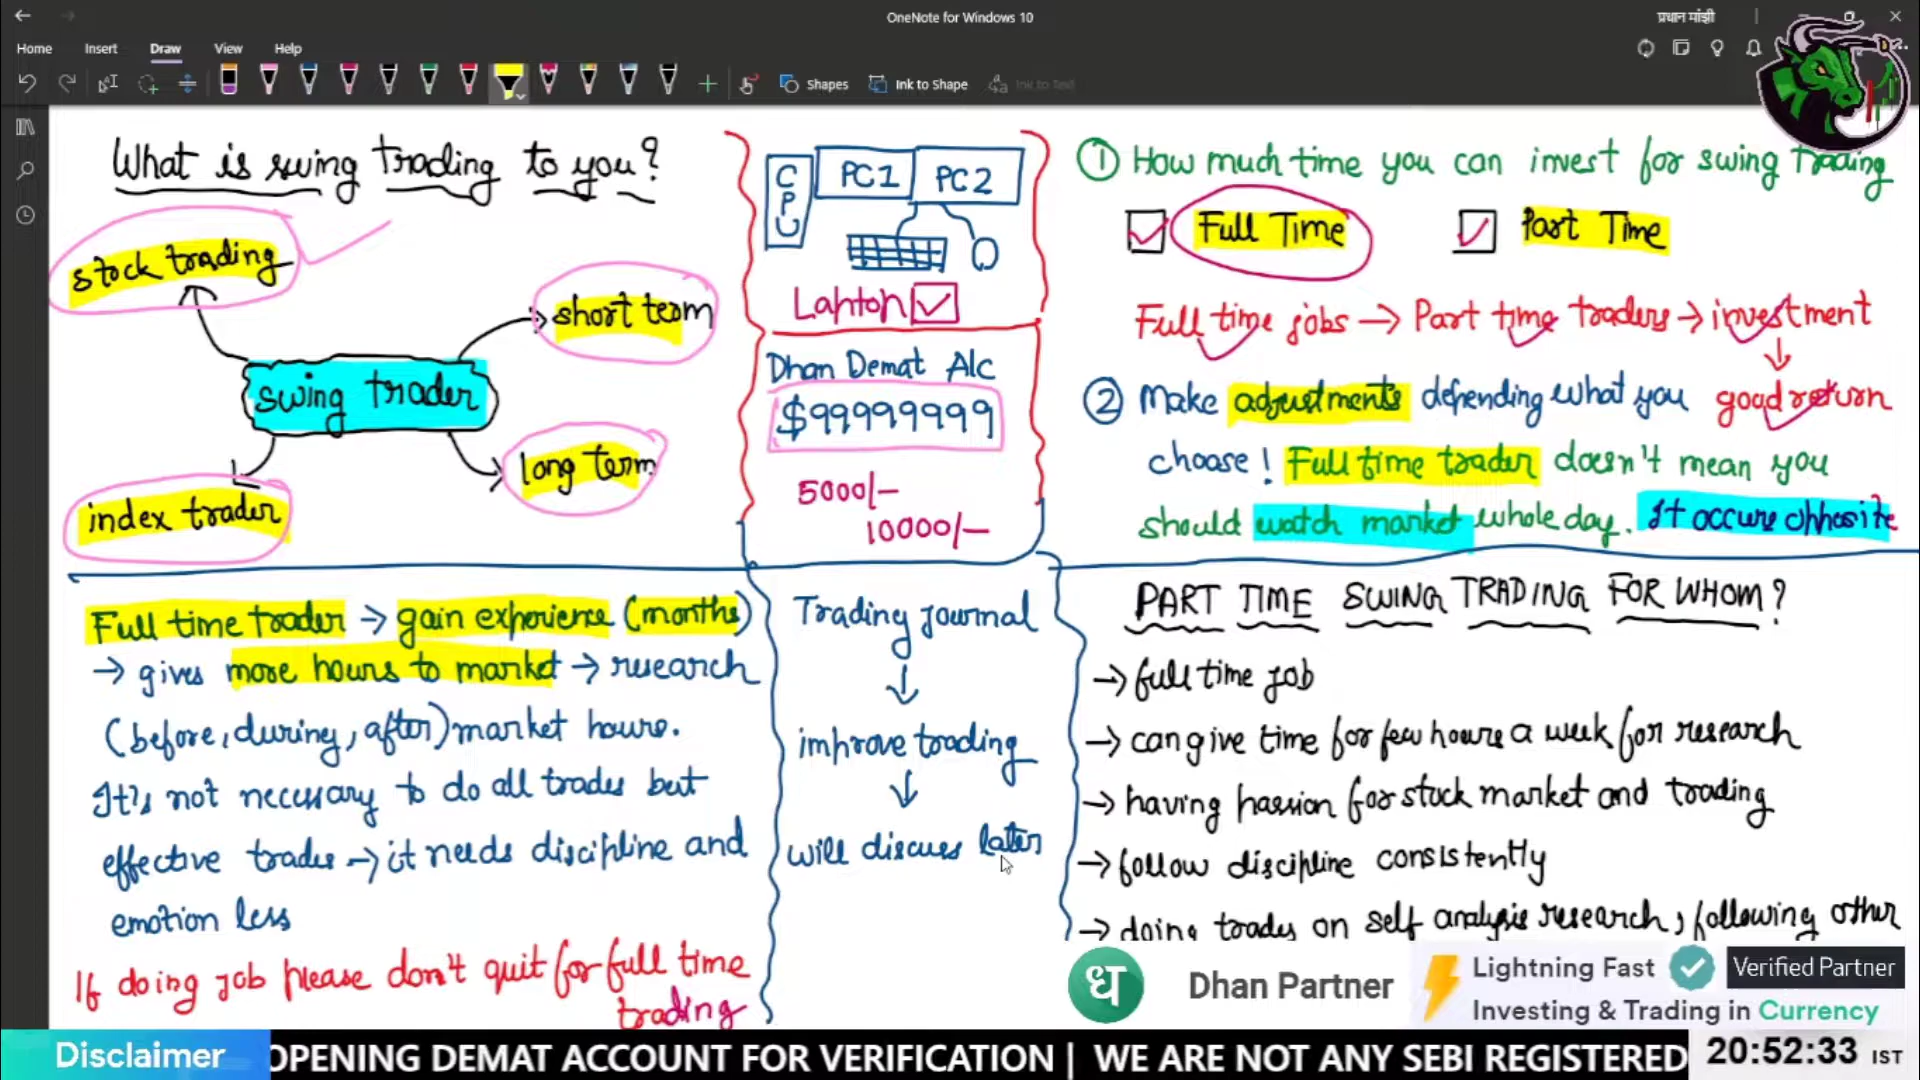 OneNote for Windows 10
प्रधान मांझी
Home Insert Draw View Help
Shapes Ink to Shape Ink to Text
What is swing trading to you?
stock trading
short term
swing trader
long term
index trader
CPU PC1 PC2
Lahton
Dhan Demat A/c
$99999999
5000/-
10000/-
① How much time you can invest for swing trading
Full Time Part Time
Full time jobs → Part time traders → investment
② Make adjustments depending what you good return
choose! Full time trader doesn't mean you
should watch market whole day. It occure opposite
Full time trader → gain experience (months)
→ gives more hours to market → research
(before, during, after) market hours.
It's not necessary to do all trades but
effective trades → it needs discipline and
emotion less
If doing job please don't quit for full time
trading
Trading journal
↓
improve trading
↓
will discuss later
PART TIME SWING TRADING FOR WHOM?
→ full time job
→ can give time for few hours a week for research
→ having passion for stock market and trading
→ follow discipline consistently
→ doing trades on self analysis research, following other
ध Dhan Partner
Lightning Fast Verified Partner
Investing & Trading in Currency
Disclaimer OPENING DEMAT ACCOUNT FOR VERIFICATION | WE ARE NOT ANY SEBI REGISTERED 20:52:33 IST